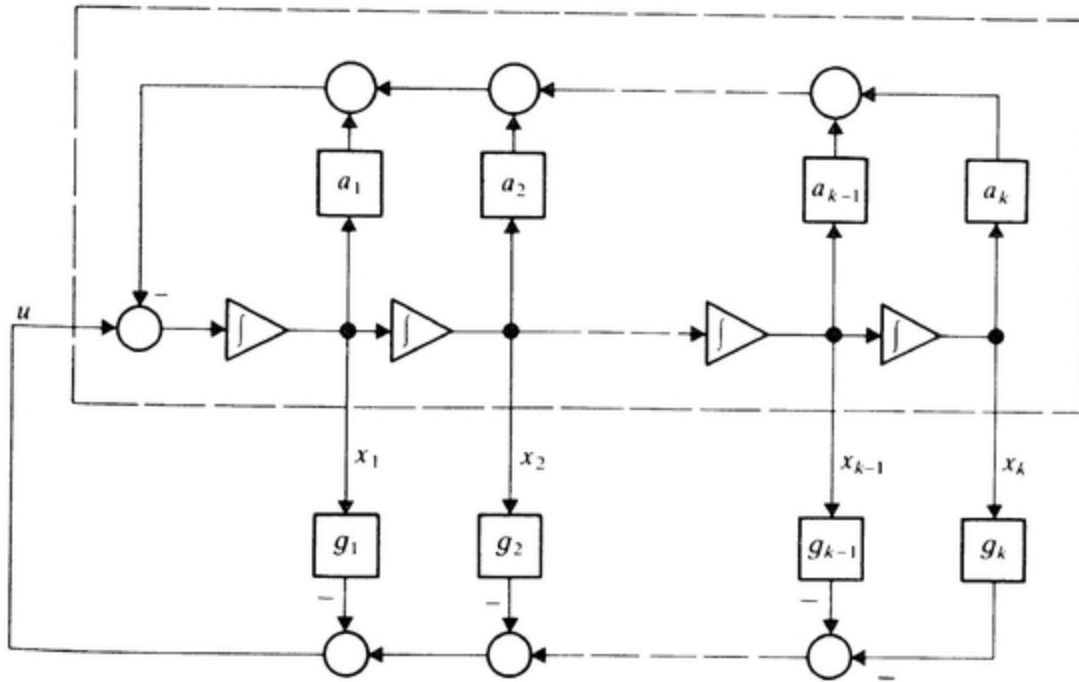 a₁ a₂ aₖ₋₁ aₖ
−
u
∫ ∫ ∫ ∫
x₁ x₂ xₖ₋₁ xₖ
g₁ g₂ gₖ₋₁ gₖ
− − −
−